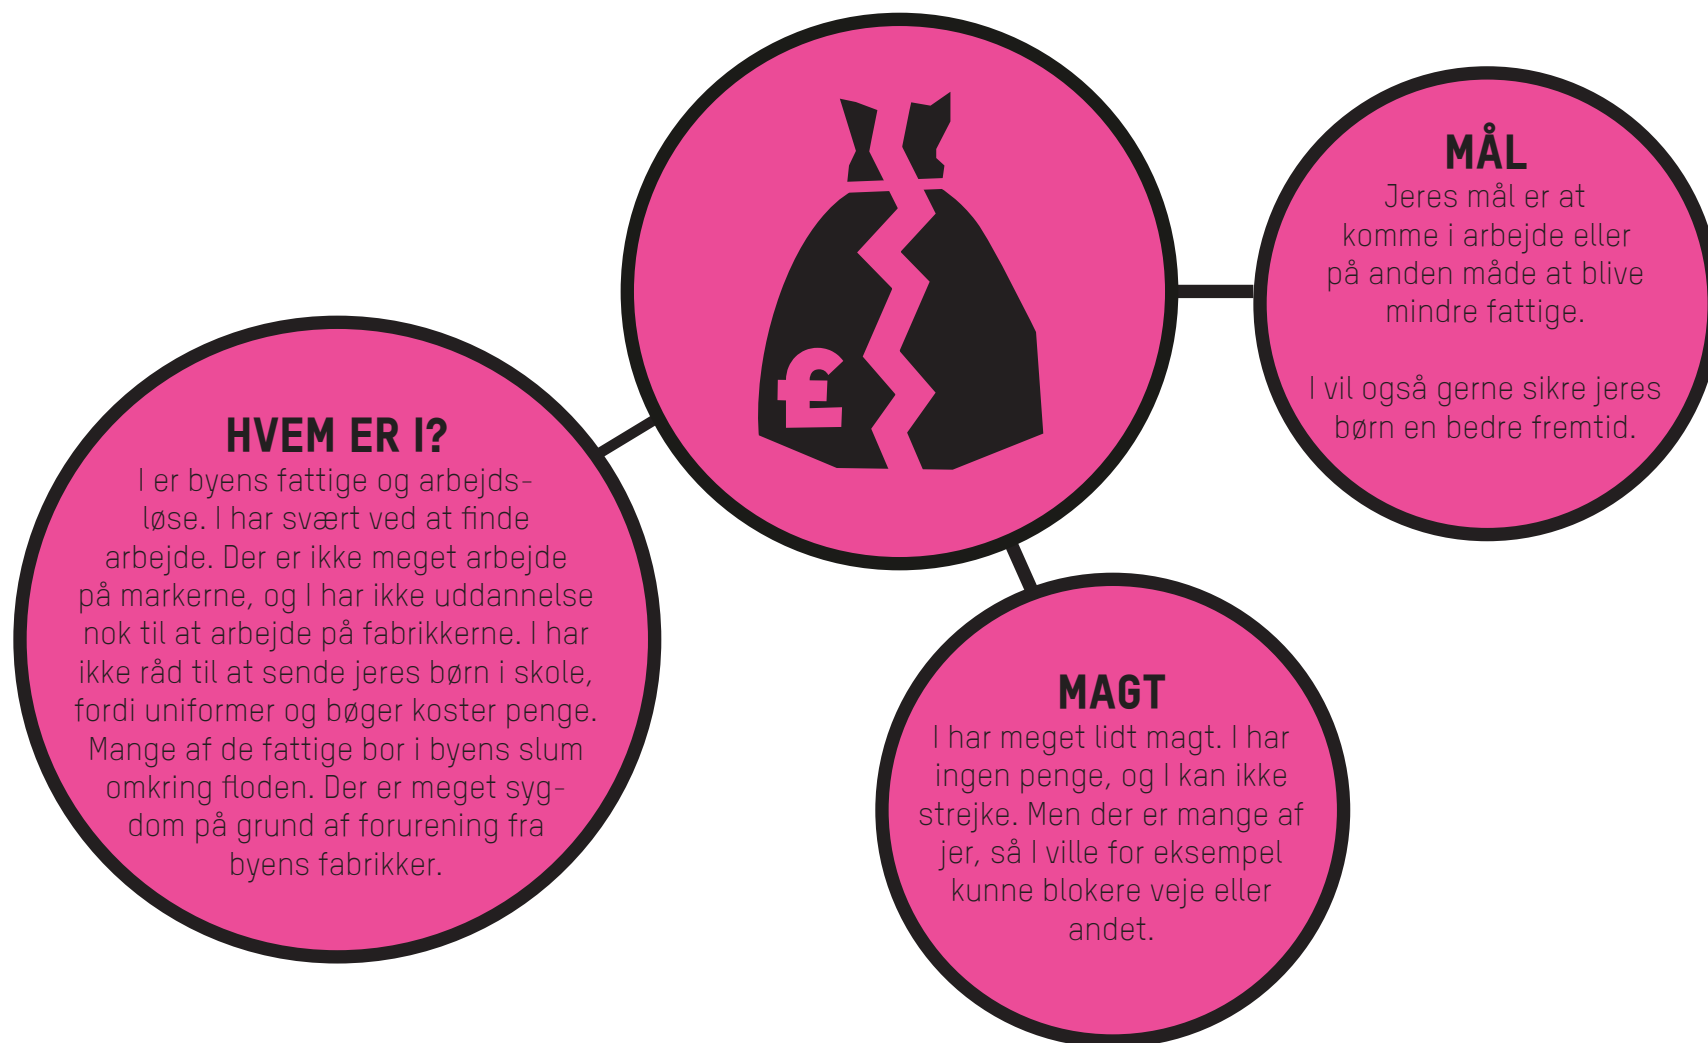 HVEM ER I?
I er byens fattige og arbejds-
løse. I har svært ved at finde
arbejde. Der er ikke meget arbejde
på markerne, og I har ikke uddannelse
nok til at arbejde på fabrikkerne. I har
ikke råd til at sende jeres børn i skole,
fordi uniformer og bøger koster penge.
Mange af de fattige bor i byens slum
omkring floden. Der er meget syg-
dom på grund af forurening fra
byens fabrikker.
£
MAGT
I har meget lidt magt. I har
ingen penge, og I kan ikke
strejke. Men der er mange af
jer, så I ville for eksempel
kunne blokere veje eller
andet.
MÅL
Jeres mål er at
komme i arbejde eller
på anden måde at blive
mindre fattige.
I vil også gerne sikre jeres
børn en bedre fremtid.